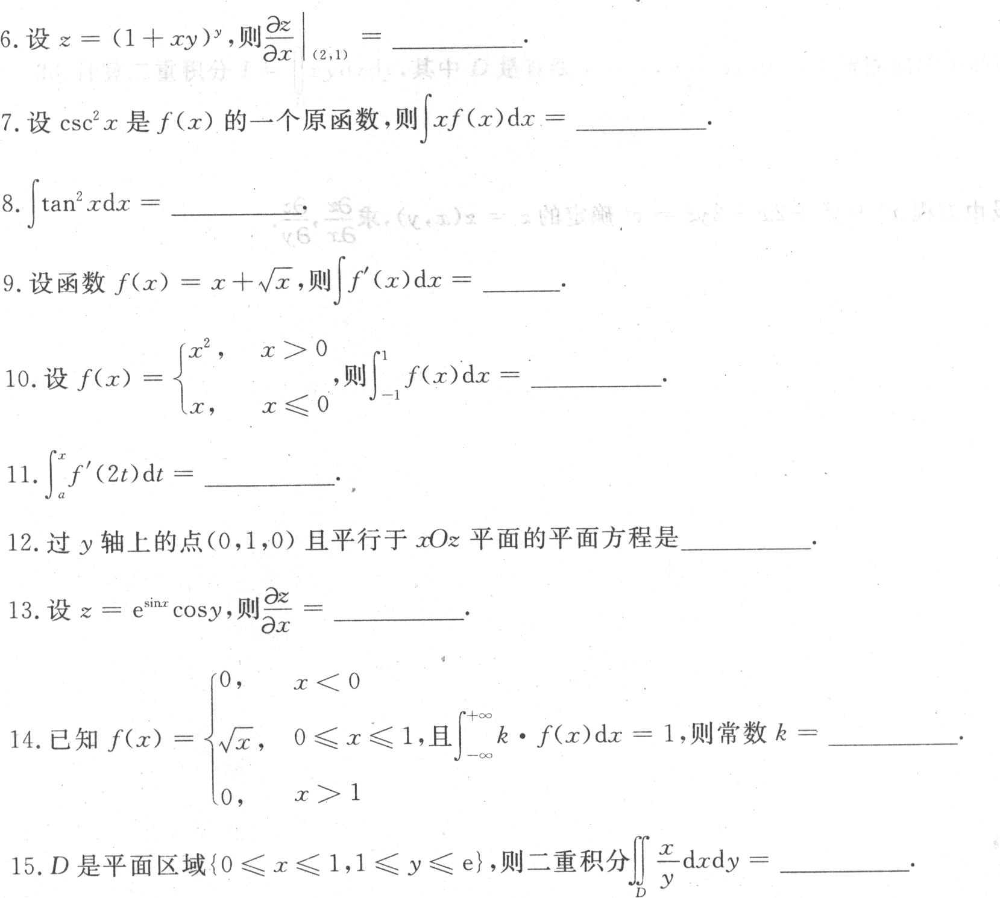 6. 设 z = (1 + xy)^y ,则 ∂z/∂x |_(2,1) = ________.
7. 设 csc² x 是 f(x) 的一个原函数,则∫xf(x)dx = ________.
8. ∫tan² xdx = ________.
9. 设函数 f(x) = x + √x ,则∫f′(x)dx = ______.
10. 设 f(x) = { x² , x > 0 ; x, x ⩽ 0 ,则∫_{-1}^{1} f(x)dx = ________.
11. ∫_a^x f′(2t)dt = ________.
12. 过 y 轴上的点(0,1,0) 且平行于 xOz 平面的平面方程是________.
13. 设 z = e^{sinx} cosy,则 ∂z/∂x = ________.
14. 已知 f(x) = { 0, x < 0 ; √x , 0 ⩽ x ⩽ 1 ; 0, x > 1 ,且∫_{-∞}^{+∞} k · f(x)dx = 1,则常数 k = ________.
15. D 是平面区域{0 ⩽ x ⩽ 1,1 ⩽ y ⩽ e},则二重积分∬_D x/y dxdy = ________.